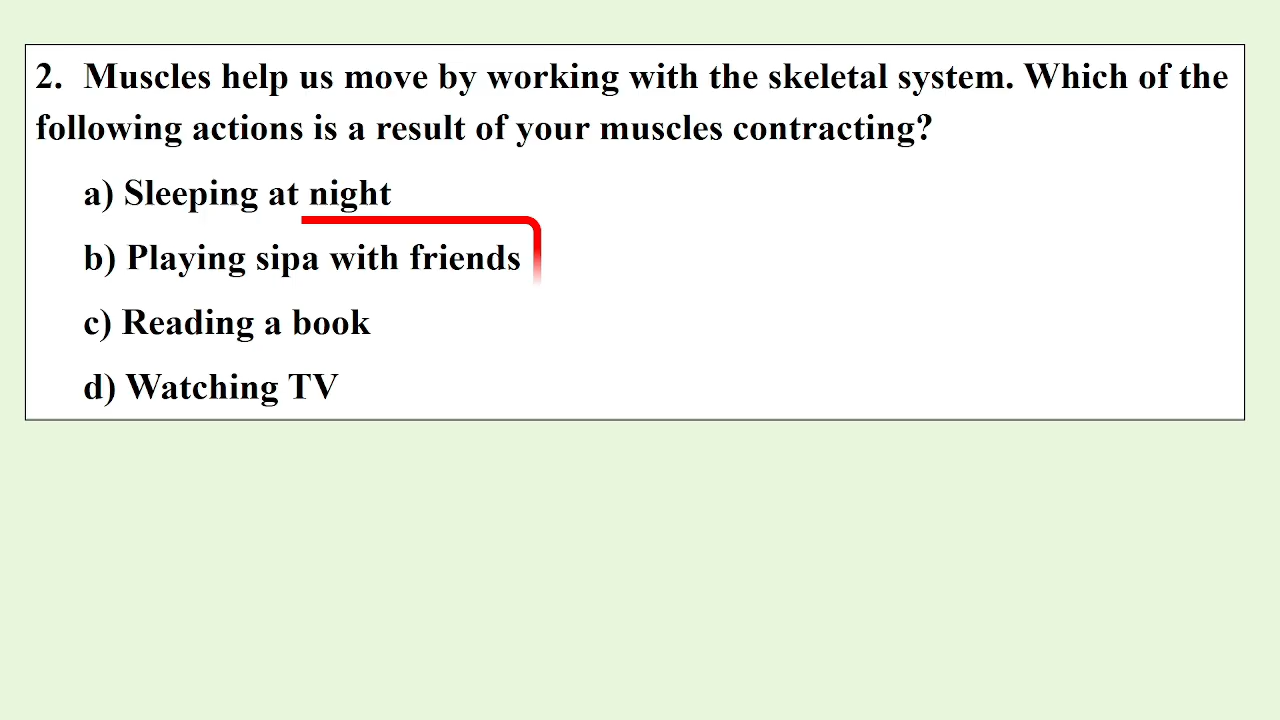 2. Muscles help us move by working with the skeletal system. Which of the
following actions is a result of your muscles contracting?
a) Sleeping at night
b) Playing sipa with friends
c) Reading a book
d) Watching TV